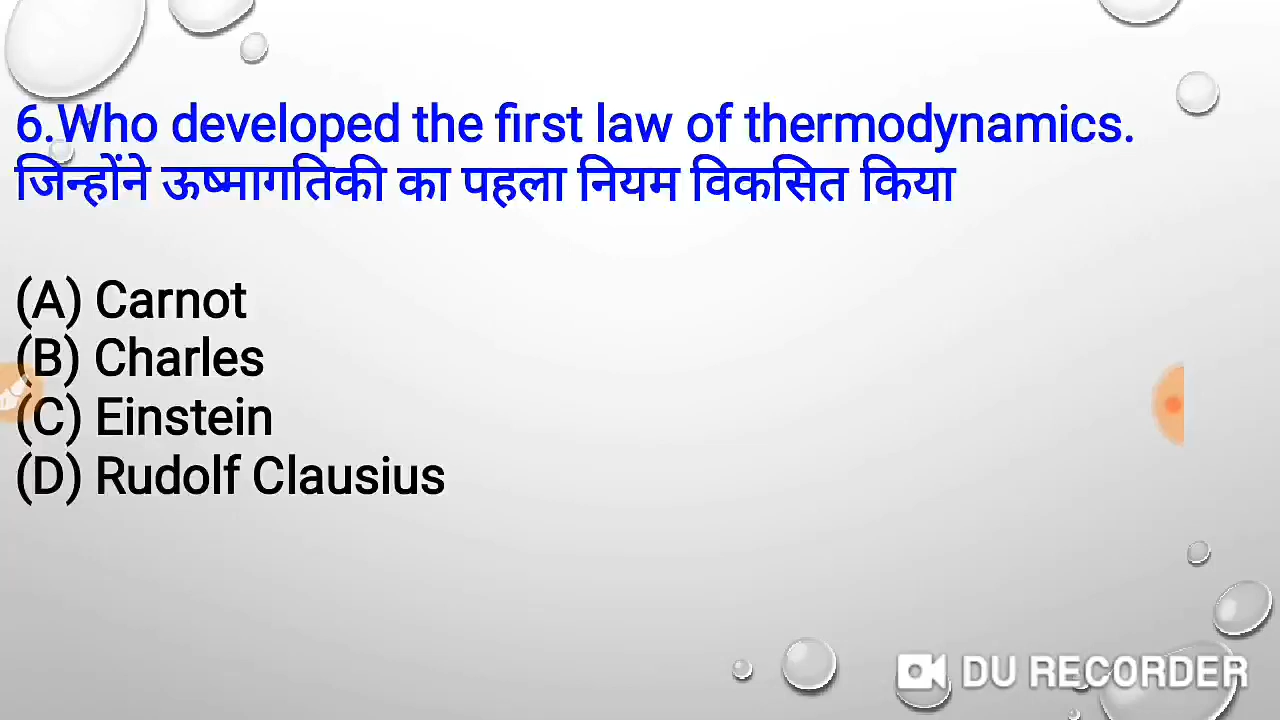 6.Who developed the first law of thermodynamics.
जिन्होंने ऊष्मागतिकी का पहला नियम विकसित किया
(A) Carnot
(B) Charles
(C) Einstein
(D) Rudolf Clausius
DU RECORDER